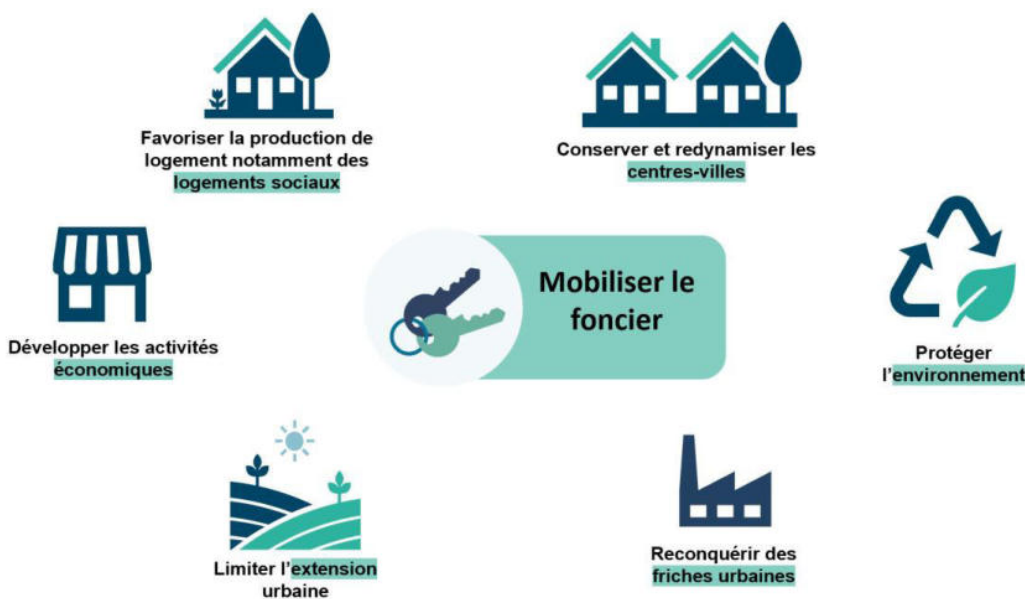 Favoriser la production de
logement notamment des
logements sociaux
Conserver et redynamiser les
centres-villes
Développer les activités
économiques
Mobiliser le
foncier
Protéger
l'environnement
Limiter l'extension
urbaine
Reconquérir des
friches urbaines